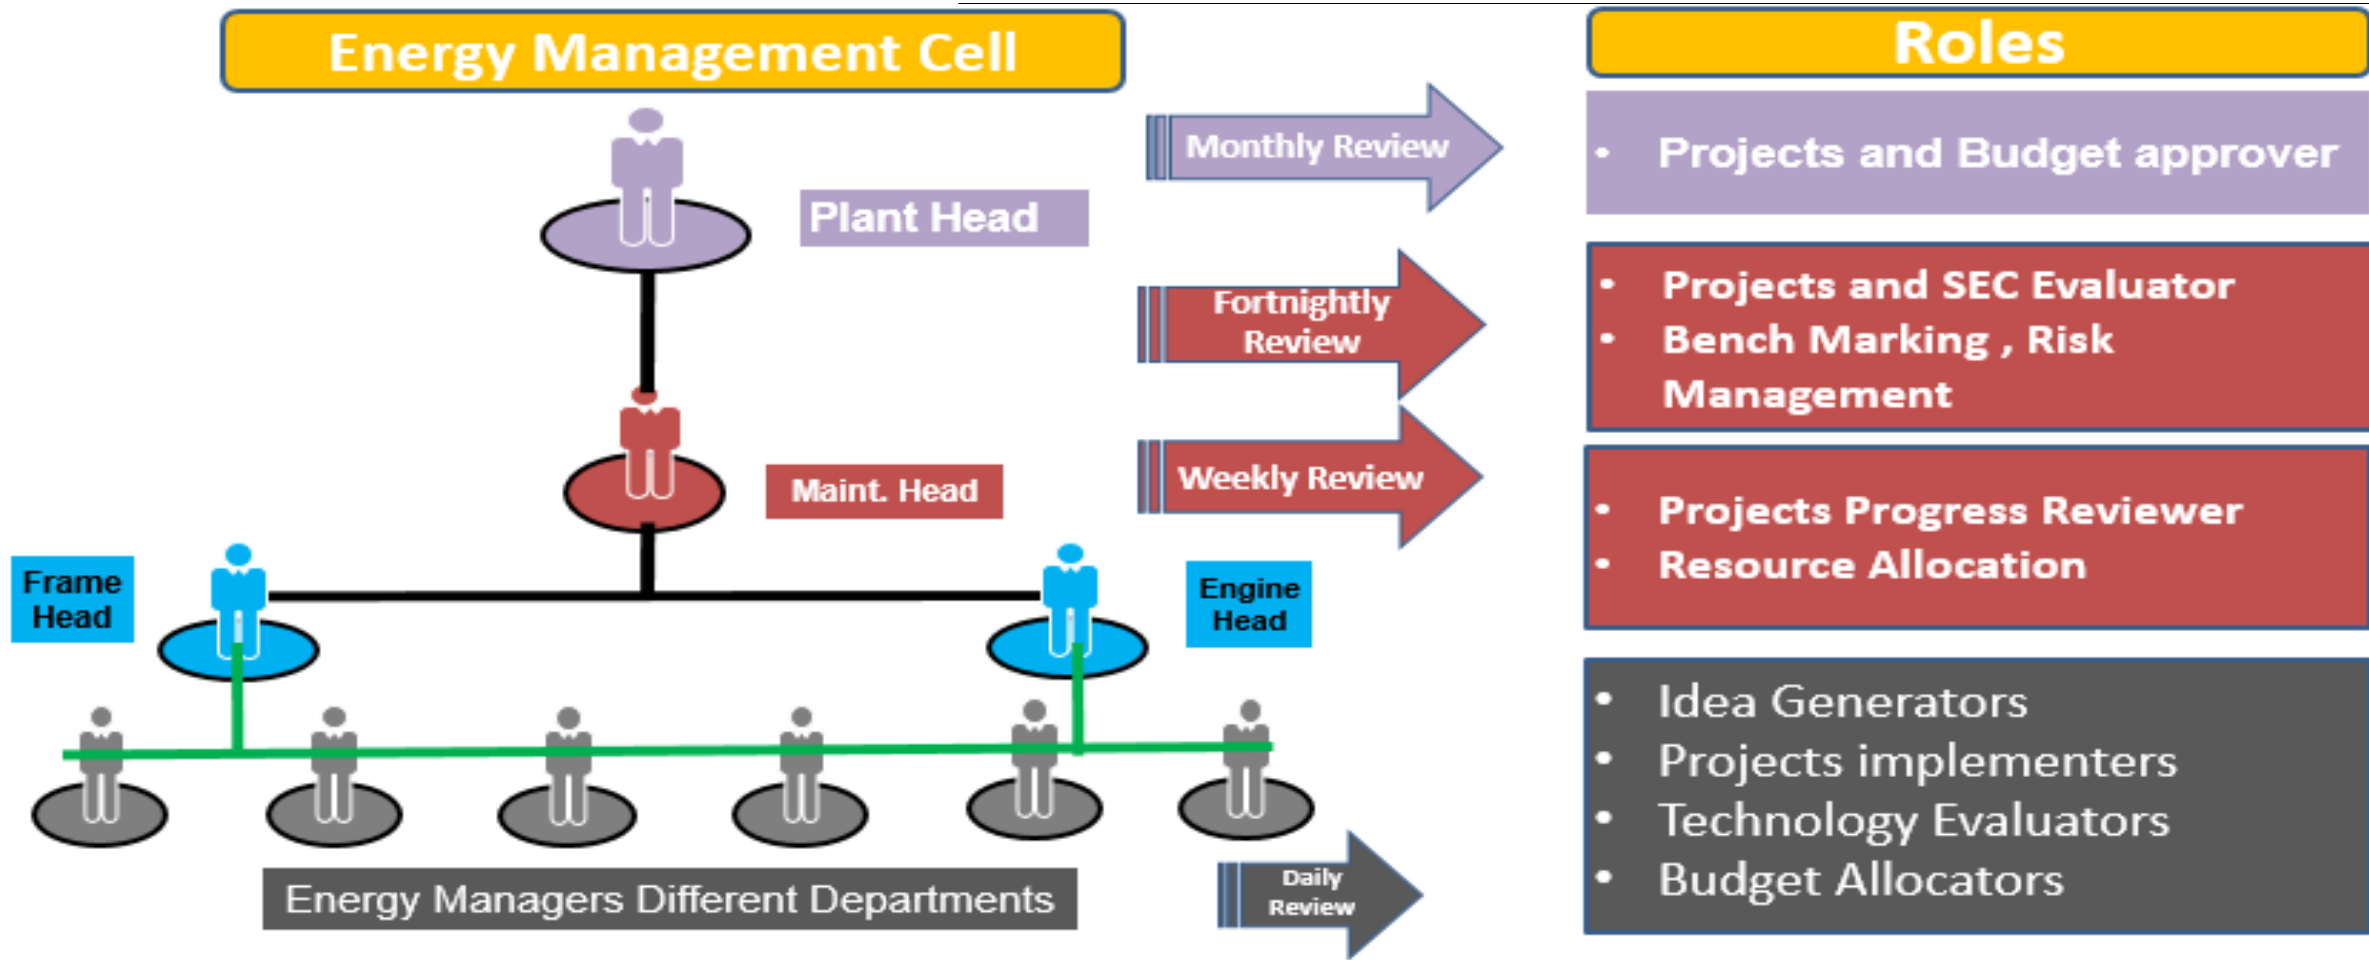 Energy Management Cell
Roles
Monthly Review
• Projects and Budget approver
Plant Head
Fortnightly
Review
• Projects and SEC Evaluator
• Bench Marking , Risk
Management
Maint. Head
Weekly Review
• Projects Progress Reviewer
• Resource Allocation
Frame
Head
Engine
Head
• Idea Generators
• Projects implementers
• Technology Evaluators
• Budget Allocators
Energy Managers Different Departments
Daily
Review